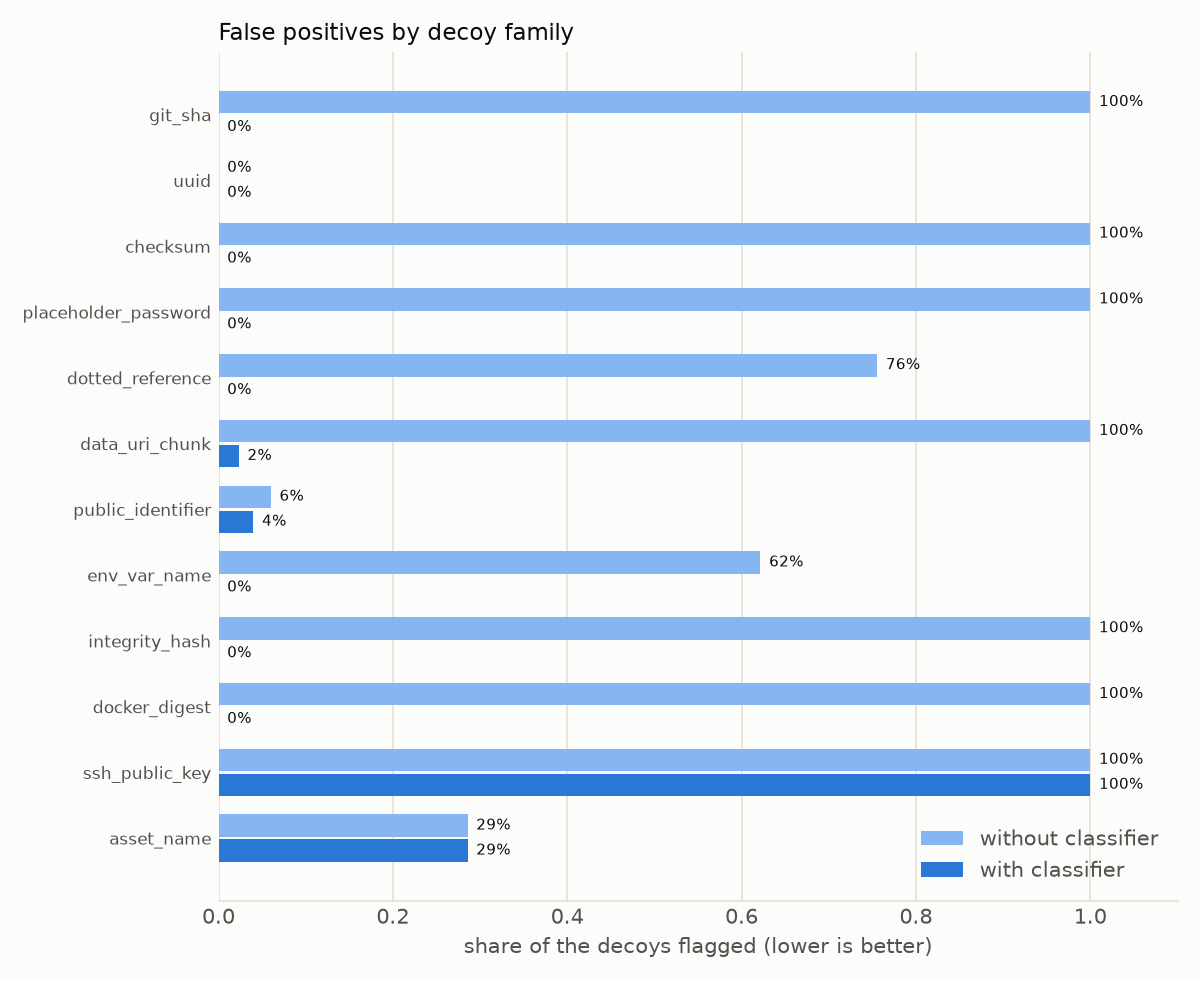 False positives by decoy family
git_sha
100%
0%
uuid
0%
0%
checksum
100%
0%
placeholder_password
100%
0%
dotted_reference
76%
0%
data_uri_chunk
100%
2%
public_identifier
6%
4%
env_var_name
62%
0%
integrity_hash
100%
0%
docker_digest
100%
0%
ssh_public_key
100%
100%
asset_name
29%
29%
without classifier
with classifier
0.0 0.2 0.4 0.6 0.8 1.0
share of the decoys flagged (lower is better)